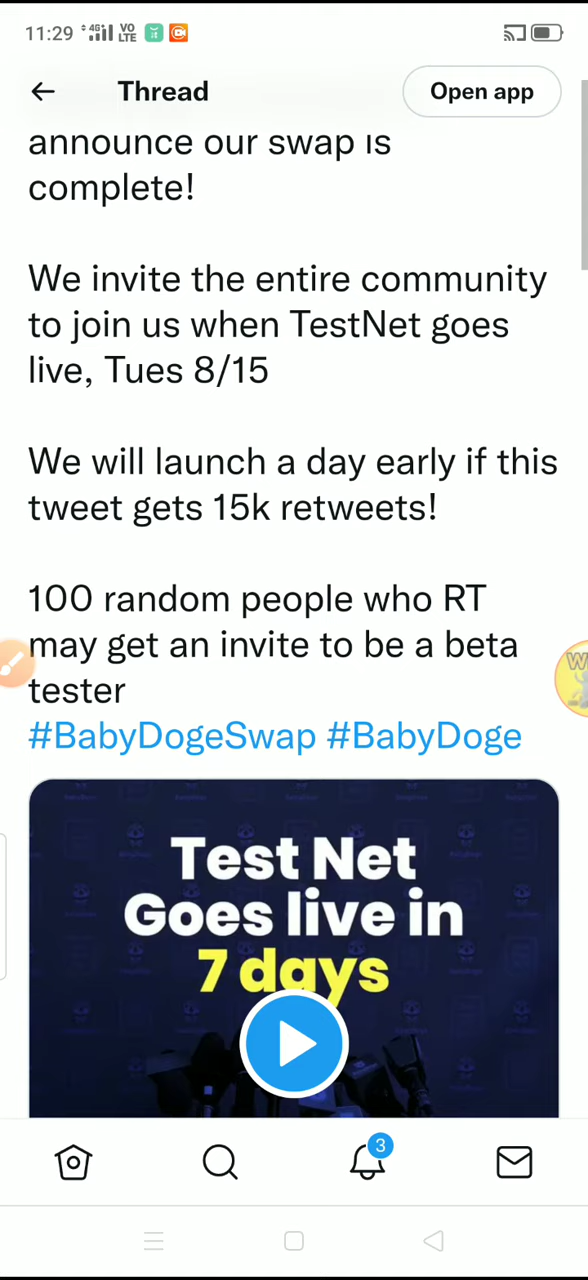 11:29 4G VO LTE
Thread
Open app
announce our swap is
complete!
We invite the entire community
to join us when TestNet goes
live, Tues 8/15
We will launch a day early if this
tweet gets 15k retweets!
100 random people who RT
may get an invite to be a beta
tester
W
#BabyDogeSwap #BabyDoge
Test Net
Goes live in
7 days
3